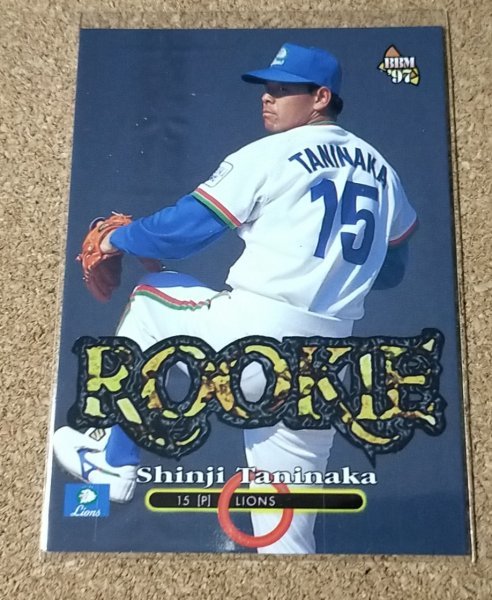 BBM
'97
TANINAKA
15
ROOKIE
Shinji Taninaka
15 [P] LIONS
Lions